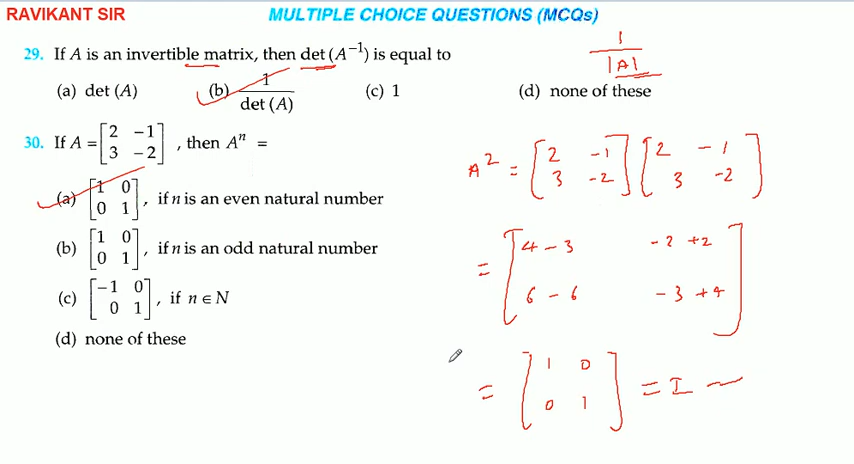 RAVIKANT SIR
MULTIPLE CHOICE QUESTIONS (MCQs)
29. If A is an invertible matrix, then det (A⁻¹) is equal to
1
|A|
(a) det (A) (b) 1/det (A) (c) 1 (d) none of these
30. If A = [2 −1; 3 −2], then Aⁿ =
(a) [1 0; 0 1], if n is an even natural number
(b) [1 0; 0 1], if n is an odd natural number
(c) [−1 0; 0 1], if n ∈ N
(d) none of these
A² = [2 -1; 3 -2] [2 -1; 3 -2]
= [4 - 3 -2 + 2; 6 - 6 -3 + 4]
= [1 0; 0 1] = I